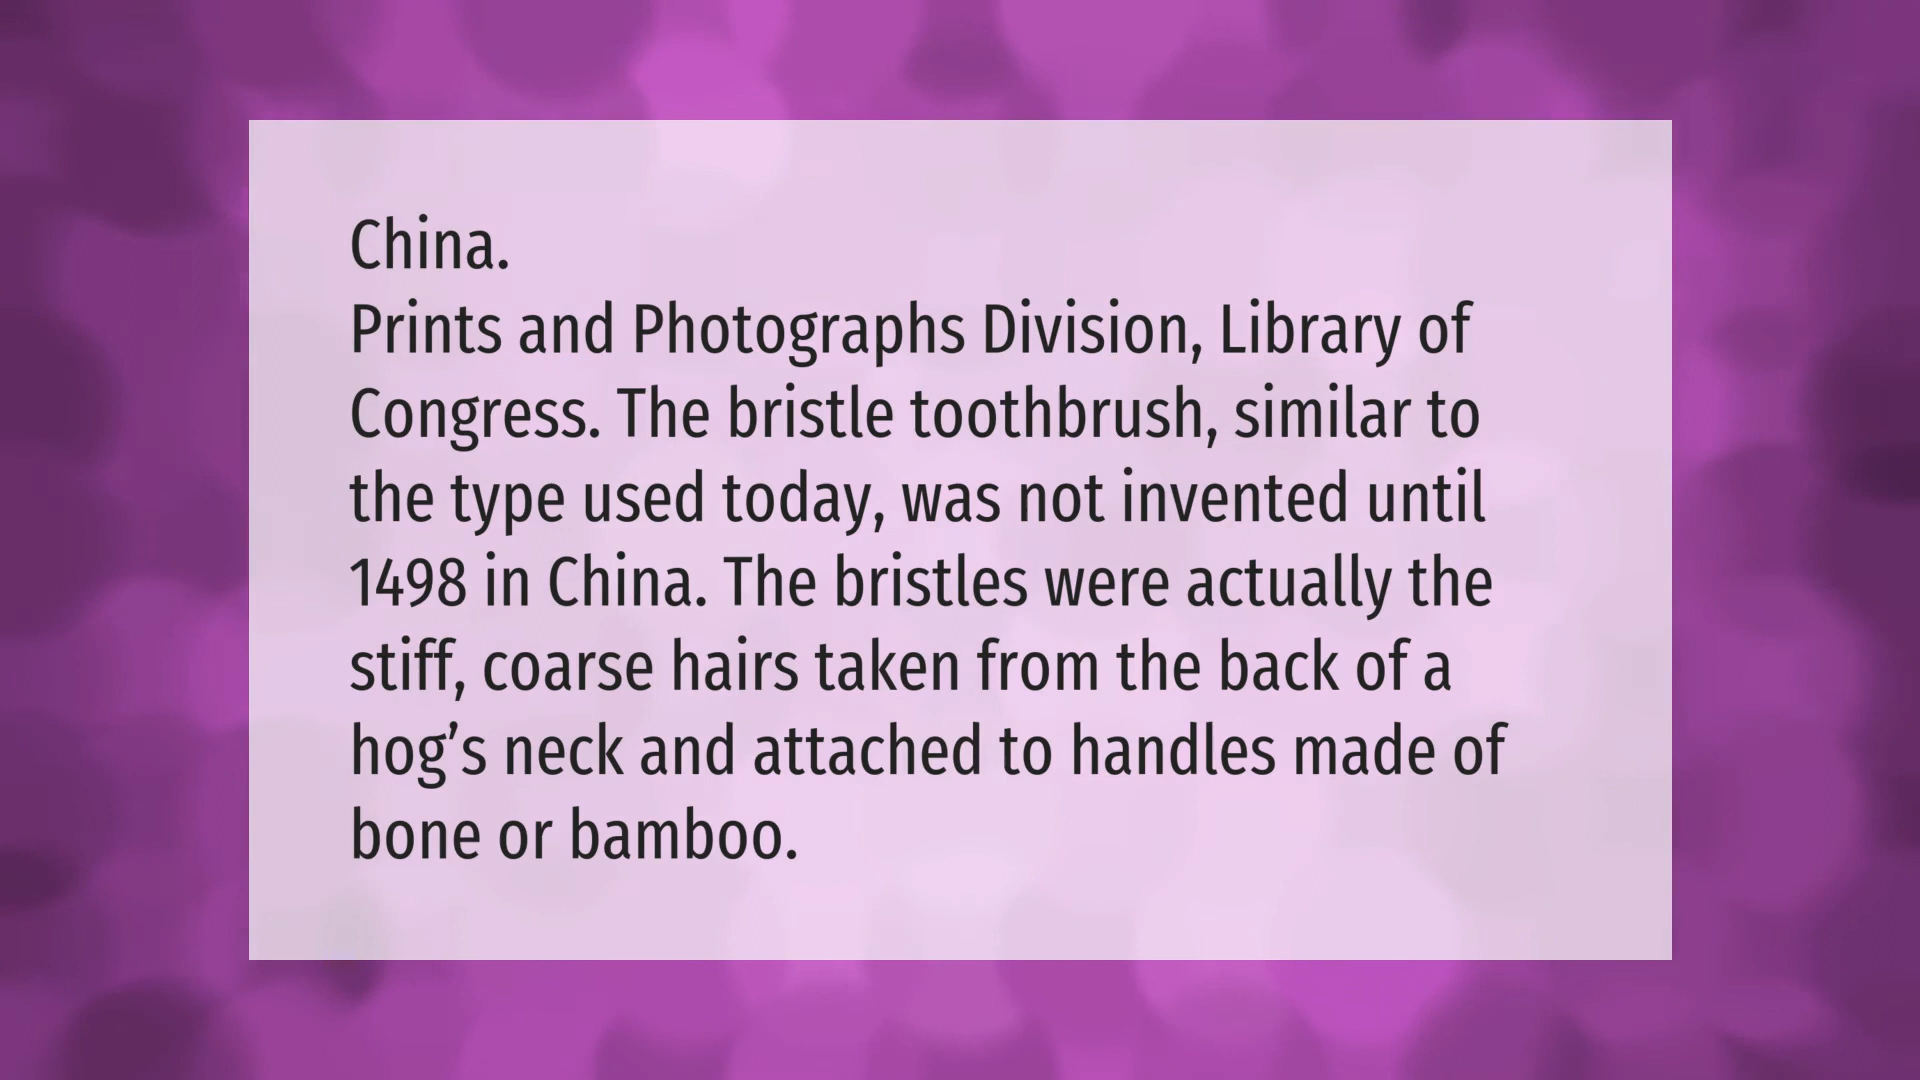 China.
Prints and Photographs Division, Library of
Congress. The bristle toothbrush, similar to
the type used today, was not invented until
1498 in China. The bristles were actually the
stiff, coarse hairs taken from the back of a
hog’s neck and attached to handles made of
bone or bamboo.